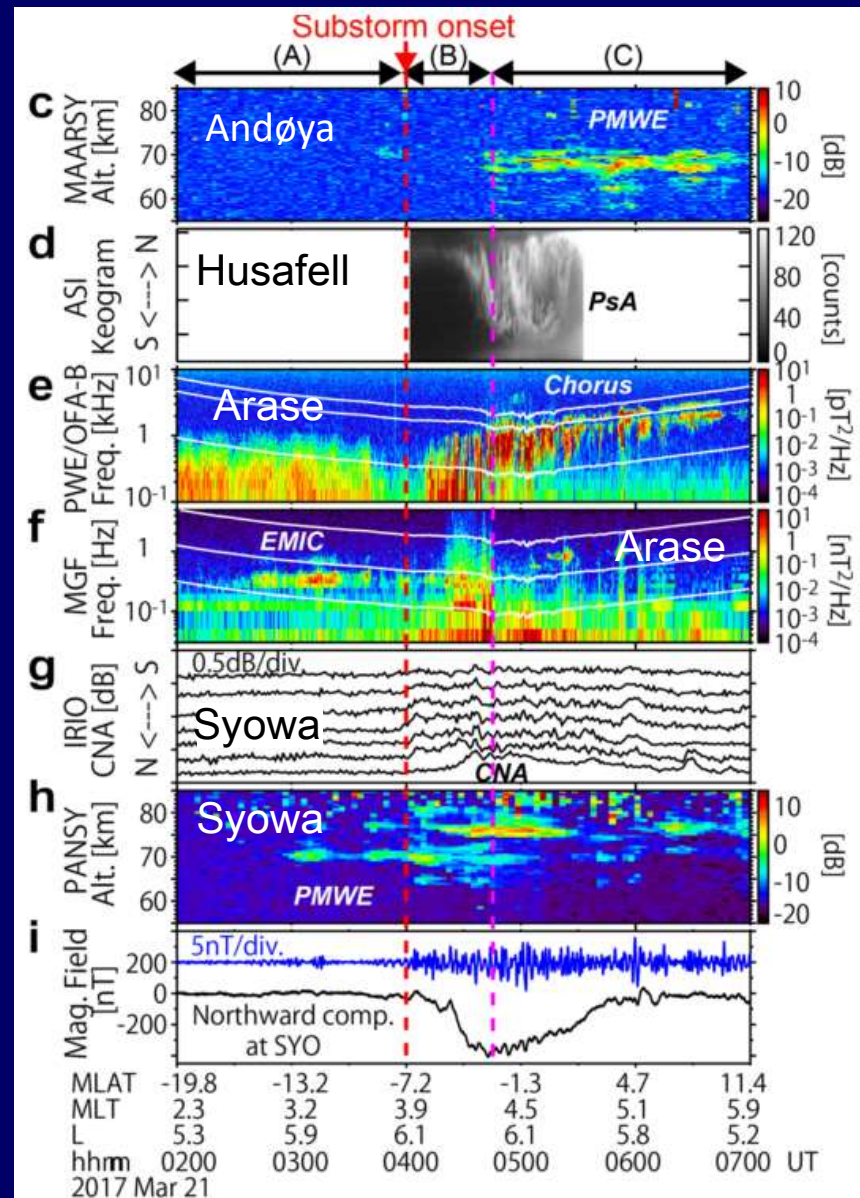 Substorm onset
(A) (B) (C)
c
MAARSY
Alt. [km]
80
70
60
Andøya
PMWE
10
0
-10
-20
[dB]
d
ASI
Keogram
S <---> N
Husafell
PsA
120
80
40
0
[counts]
e
PWE/OFA-B
Freq. [kHz]
10¹
1
10⁻¹
Arase
Chorus
10¹
1
10⁻¹
10⁻²
10⁻³
10⁻⁴
[pT²/Hz]
f
MGF
Freq. [Hz]
1
10⁻¹
EMIC
Arase
10¹
1
10⁻¹
10⁻²
10⁻³
10⁻⁴
[nT²/Hz]
g
IRIO
CNA [dB]
N <---> S
0.5dB/div.
Syowa
CNA
h
PANSY
Alt. [km]
80
70
60
Syowa
PMWE
10
0
-10
-20
[dB]
i
Mag. Field
[nT]
200
0
-200
5nT/div.
Northward comp.
at SYO
MLAT -19.8 -13.2 -7.2 -1.3 4.7 11.4
MLT 2.3 3.2 3.9 4.5 5.1 5.9
L 5.3 5.9 6.1 6.1 5.8 5.2
hhmm 0200 0300 0400 0500 0600 0700 UT
2017 Mar 21